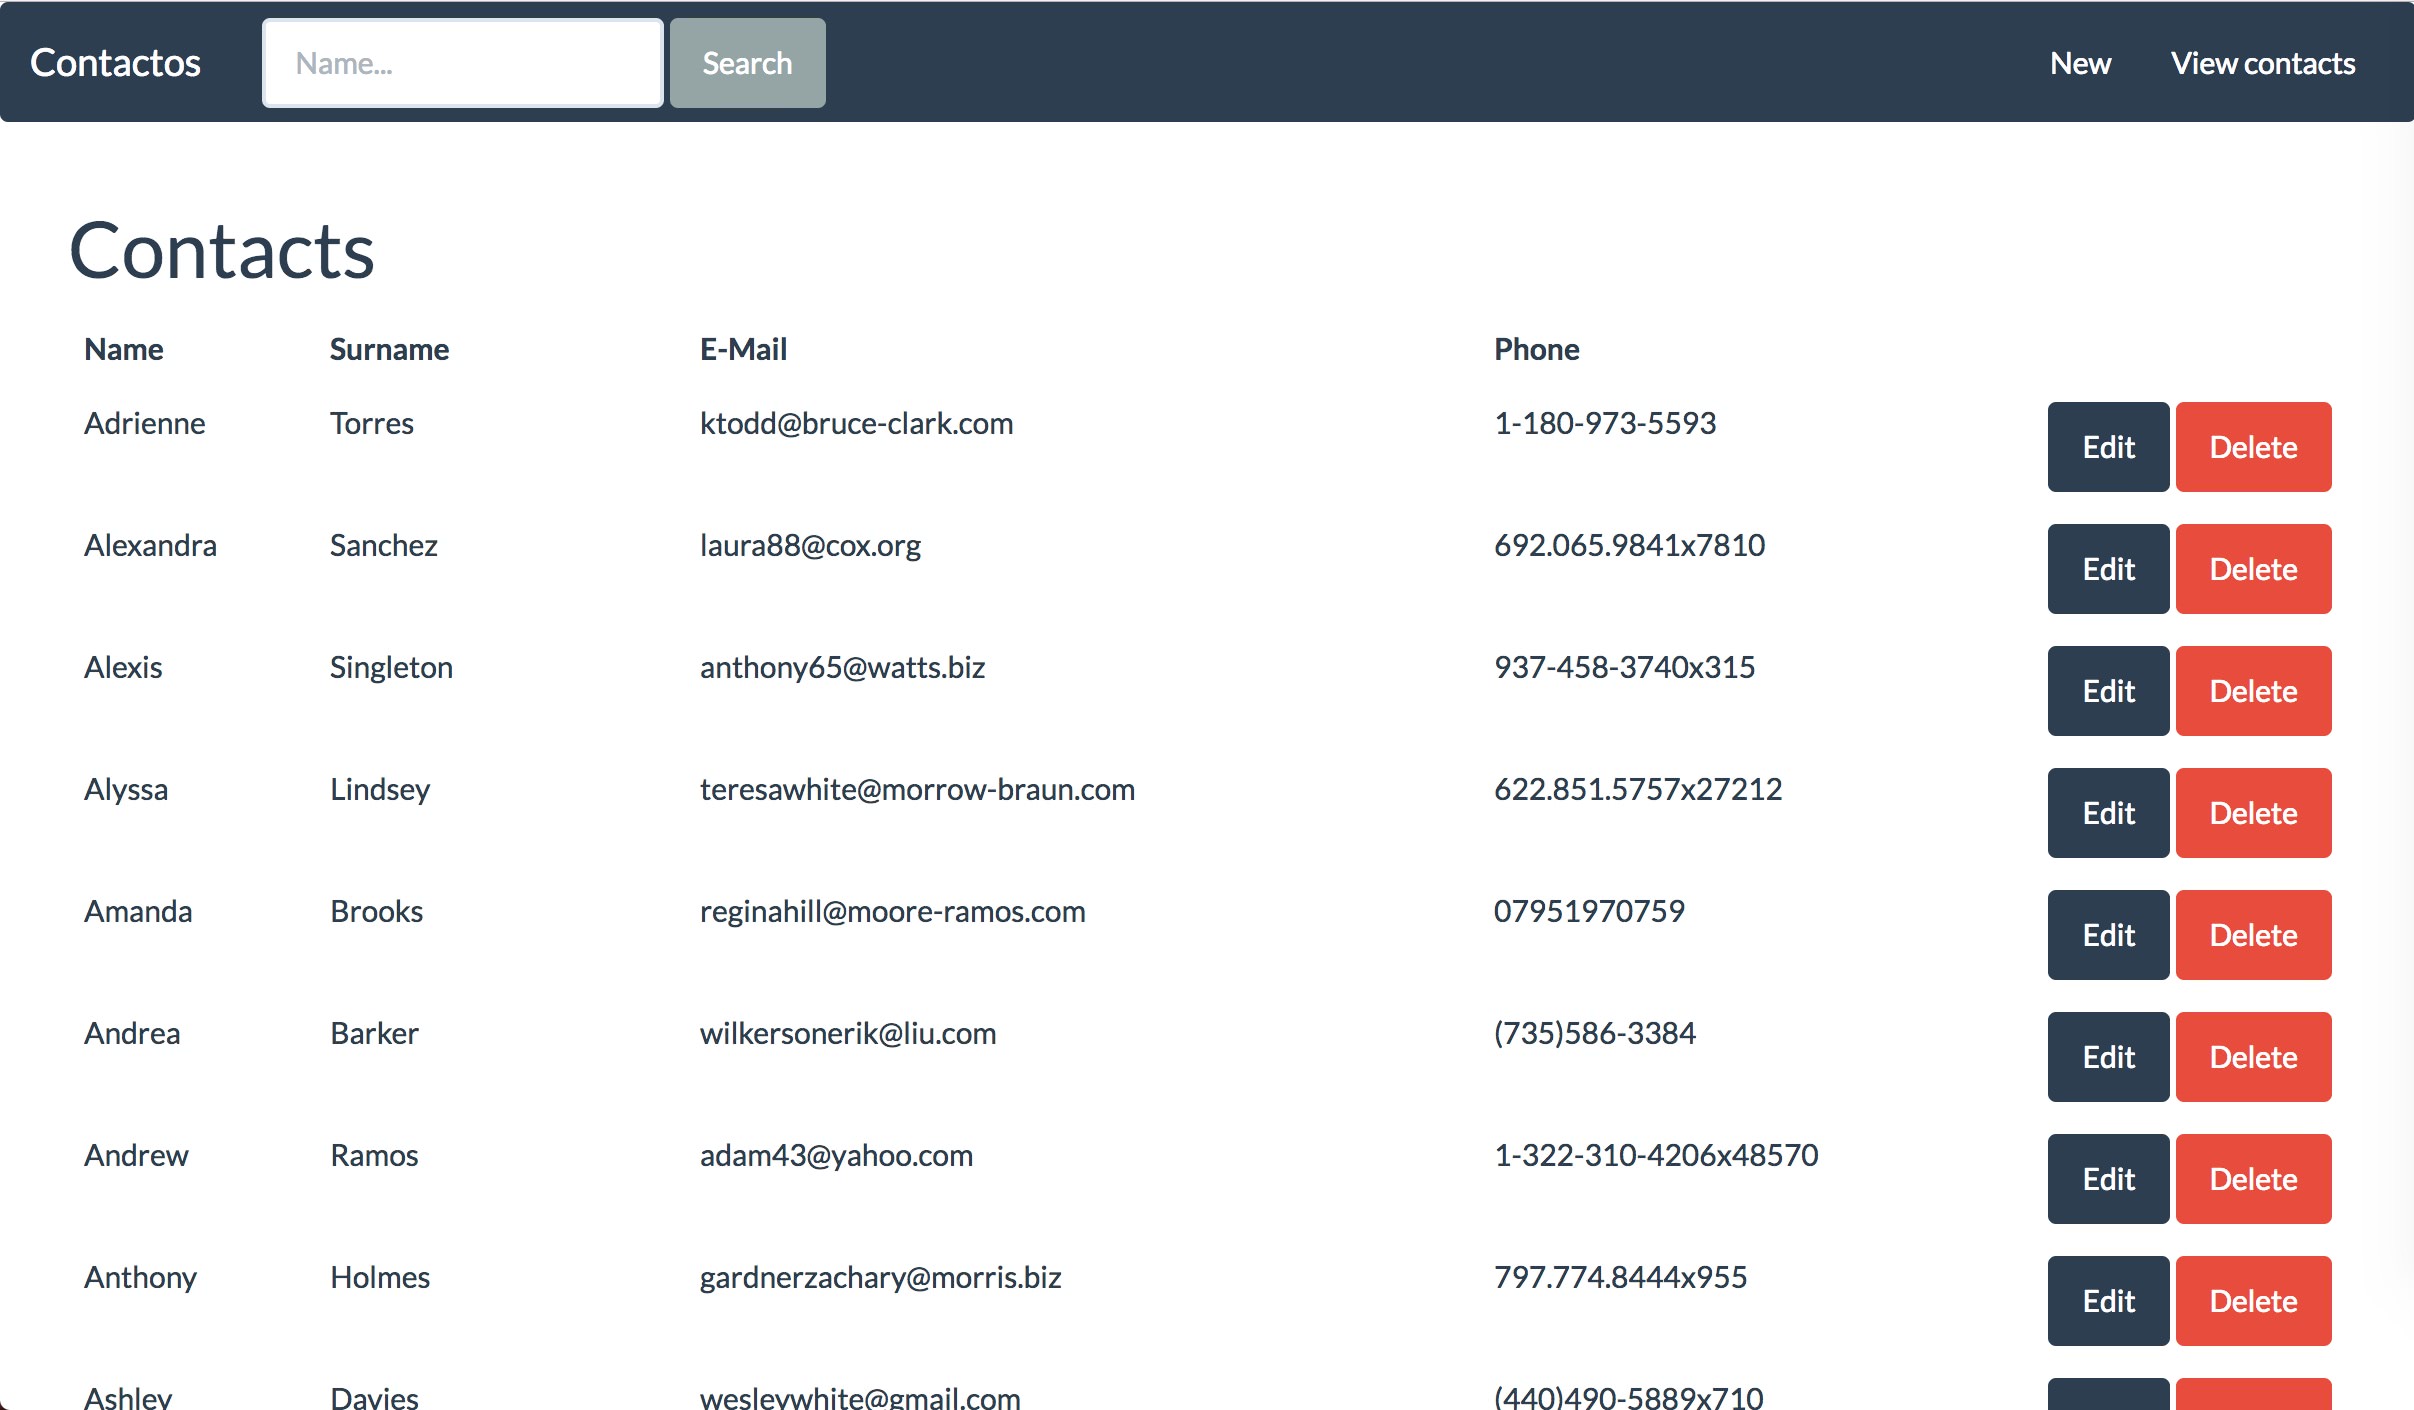 Contactos Name... Search New View contacts
Contacts
Name Surname E-Mail Phone
Adrienne Torres ktodd@bruce-clark.com 1-180-973-5593 Edit Delete
Alexandra Sanchez laura88@cox.org 692.065.9841x7810 Edit Delete
Alexis Singleton anthony65@watts.biz 937-458-3740x315 Edit Delete
Alyssa Lindsey teresawhite@morrow-braun.com 622.851.5757x27212 Edit Delete
Amanda Brooks reginahill@moore-ramos.com 07951970759 Edit Delete
Andrea Barker wilkersonerik@liu.com (735)586-3384 Edit Delete
Andrew Ramos adam43@yahoo.com 1-322-310-4206x48570 Edit Delete
Anthony Holmes gardnerzachary@morris.biz 797.774.8444x955 Edit Delete
Ashley Davies wesleywhite@gmail.com (440)490-5889x710